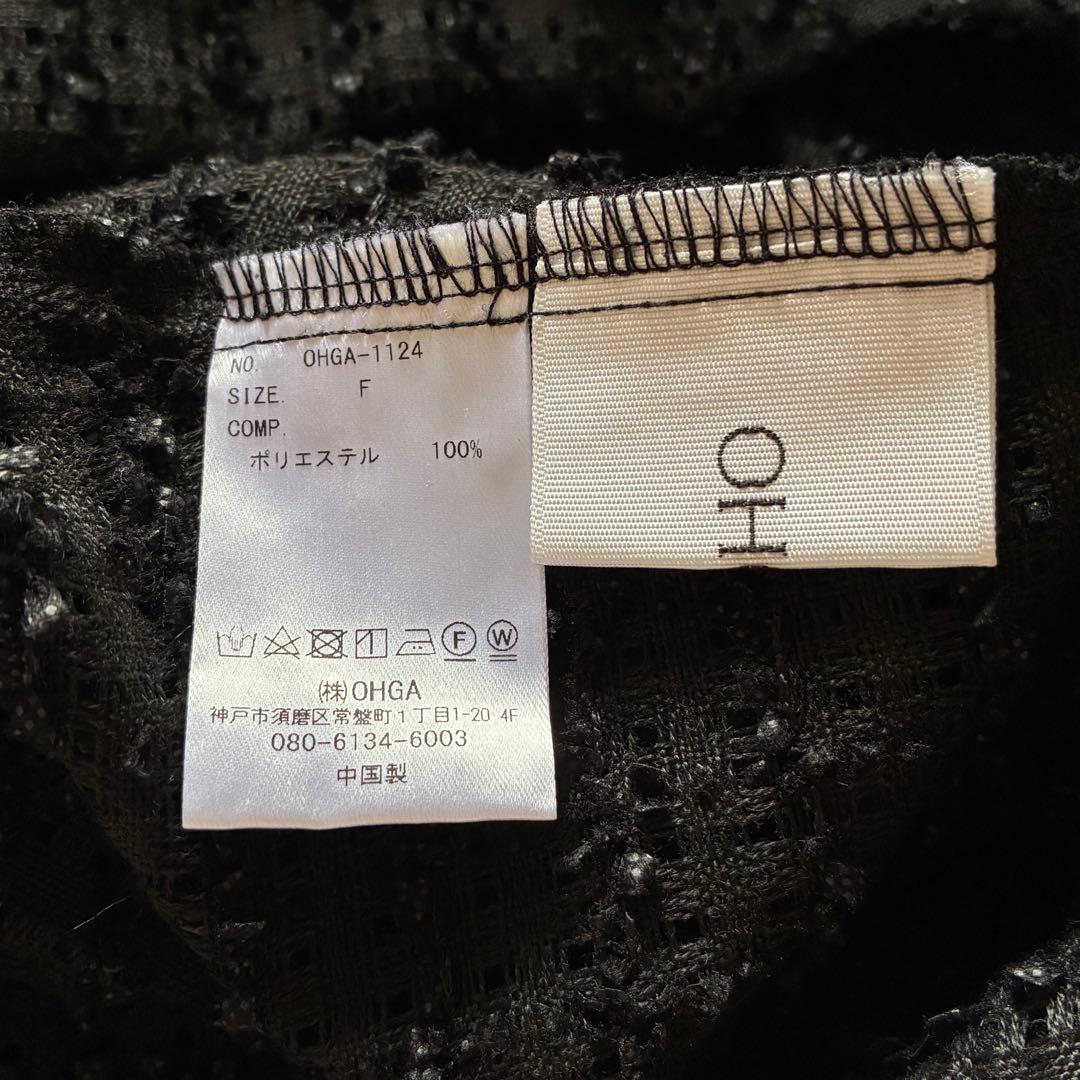 NO. OHGA-1124
SIZE. F
COMP.
ポリエステル 100%
F W
(株)OHGA
神戸市須磨区常盤町1丁目1-20 4F
080-6134-6003
中国製
OH